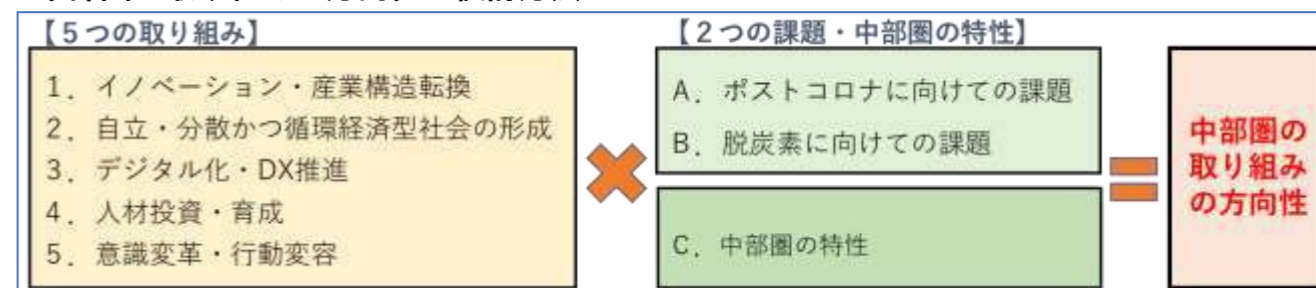 【5つの取り組み】
1．イノベーション・産業構造転換
2．自立・分散かつ循環経済型社会の形成
3．デジタル化・DX推進
4．人材投資・育成
5．意識変革・行動変容
【2つの課題・中部圏の特性】
A．ポストコロナに向けての課題
B．脱炭素に向けての課題
C．中部圏の特性
中部圏の
取り組み
の方向性